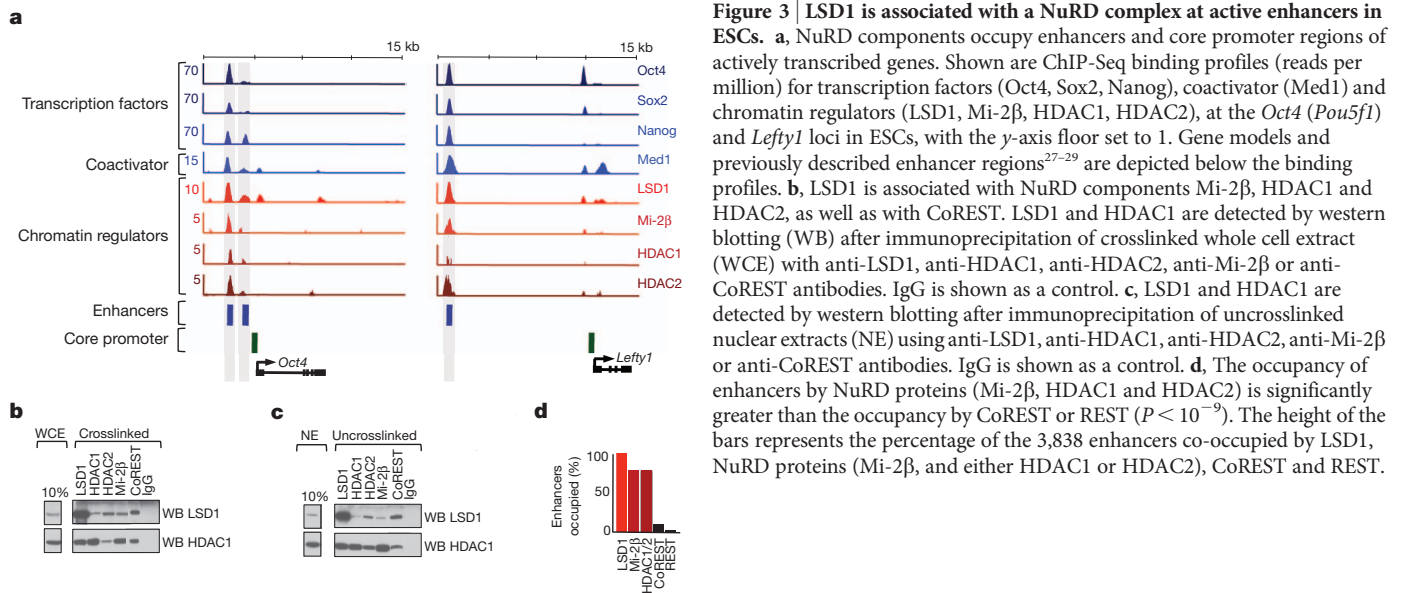 a
15 kb
15 kb
Transcription factors
70
Oct4
70
Sox2
70
Nanog
Coactivator
15
Med1
Chromatin regulators
10
LSD1
5
Mi-2β
5
HDAC1
5
HDAC2
Enhancers
Core promoter
Oct4
Lefty1
b
WCE
Crosslinked
10%
LSD1
HDAC1
HDAC2
Mi-2β
CoREST
IgG
WB LSD1
WB HDAC1
c
NE
Uncrosslinked
10%
LSD1
HDAC1
HDAC2
Mi-2β
CoREST
IgG
WB LSD1
WB HDAC1
d
Enhancers
occupied (%)
100
50
0
LSD1
Mi-2β
HDAC1/2
CoREST
REST
Figure 3 | LSD1 is associated with a NuRD complex at active enhancers in
ESCs. a, NuRD components occupy enhancers and core promoter regions of
actively transcribed genes. Shown are ChIP-Seq binding profiles (reads per
million) for transcription factors (Oct4, Sox2, Nanog), coactivator (Med1) and
chromatin regulators (LSD1, Mi-2β, HDAC1, HDAC2), at the Oct4 (Pou5f1)
and Lefty1 loci in ESCs, with the y-axis floor set to 1. Gene models and
previously described enhancer regions27–29 are depicted below the binding
profiles. b, LSD1 is associated with NuRD components Mi-2β, HDAC1 and
HDAC2, as well as with CoREST. LSD1 and HDAC1 are detected by western
blotting (WB) after immunoprecipitation of crosslinked whole cell extract
(WCE) with anti-LSD1, anti-HDAC1, anti-HDAC2, anti-Mi-2β or anti-
CoREST antibodies. IgG is shown as a control. c, LSD1 and HDAC1 are
detected by western blotting after immunoprecipitation of uncrosslinked
nuclear extracts (NE) using anti-LSD1, anti-HDAC1, anti-HDAC2, anti-Mi-2β
or anti-CoREST antibodies. IgG is shown as a control. d, The occupancy of
enhancers by NuRD proteins (Mi-2β, HDAC1 and HDAC2) is significantly
greater than the occupancy by CoREST or REST (P < 10−9). The height of the
bars represents the percentage of the 3,838 enhancers co-occupied by LSD1,
NuRD proteins (Mi-2β, and either HDAC1 or HDAC2), CoREST and REST.